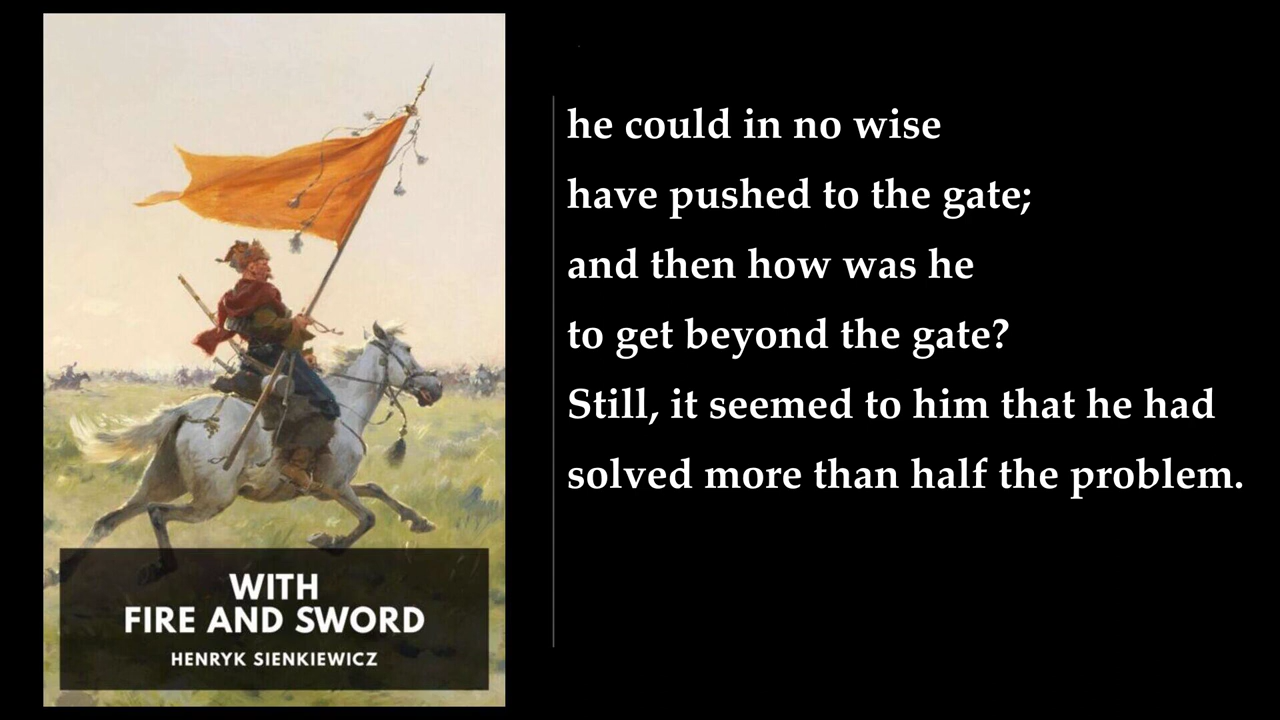 WITH
FIRE AND SWORD
HENRYK SIENKIEWICZ
he could in no wise
have pushed to the gate;
and then how was he
to get beyond the gate?
Still, it seemed to him that he had
solved more than half the problem.